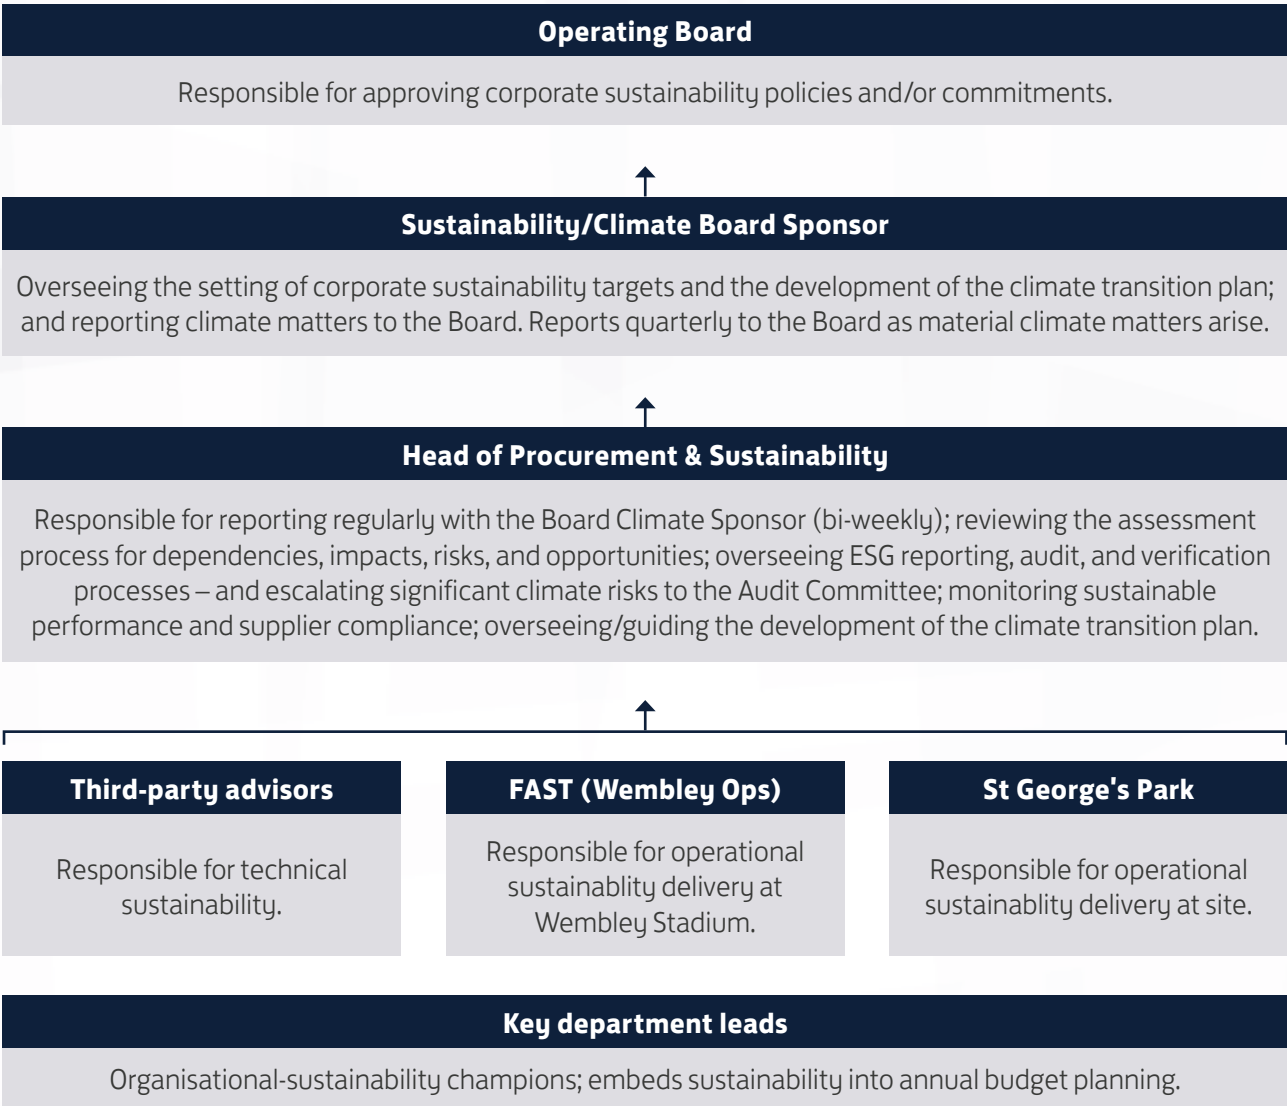 Operating Board
Responsible for approving corporate sustainability policies and/or commitments.
Sustainability/Climate Board Sponsor
Overseeing the setting of corporate sustainability targets and the development of the climate transition plan;
and reporting climate matters to the Board. Reports quarterly to the Board as material climate matters arise.
Head of Procurement & Sustainability
Responsible for reporting regularly with the Board Climate Sponsor (bi-weekly); reviewing the assessment
process for dependencies, impacts, risks, and opportunities; overseeing ESG reporting, audit, and verification
processes – and escalating significant climate risks to the Audit Committee; monitoring sustainable
performance and supplier compliance; overseeing/guiding the development of the climate transition plan.
Third-party advisors
Responsible for technical
sustainability.
FAST (Wembley Ops)
Responsible for operational
sustainablity delivery at
Wembley Stadium.
St George's Park
Responsible for operational
sustainablity delivery at site.
Key department leads
Organisational-sustainability champions; embeds sustainability into annual budget planning.